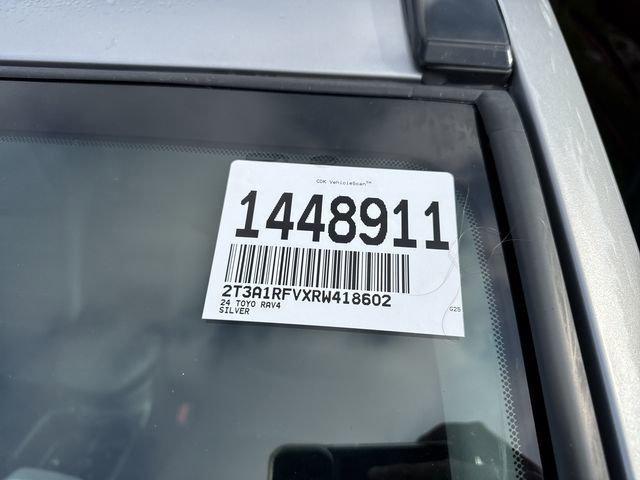 CDK VehicleScan™
1448911
2T3A1RFVXRW418602
24 TOYO RAV4
SILVER
G25